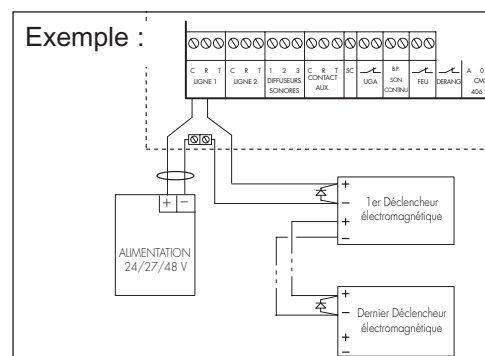 Exemple :
C R T C R T 1 2 3 C R T SC B.P. A 0
LIGNE 1 LIGNE 2 DIFFUSEURS CONTACT UGA SON FEU DERANG
SONORES AUX. CONTINU 406
+ −
ALIMENTATION
24/27/48 V
+
1er Déclencheur
−
+
électromagnétique
−
+
−
Dernier Déclencheur
électromagnétique
+
−